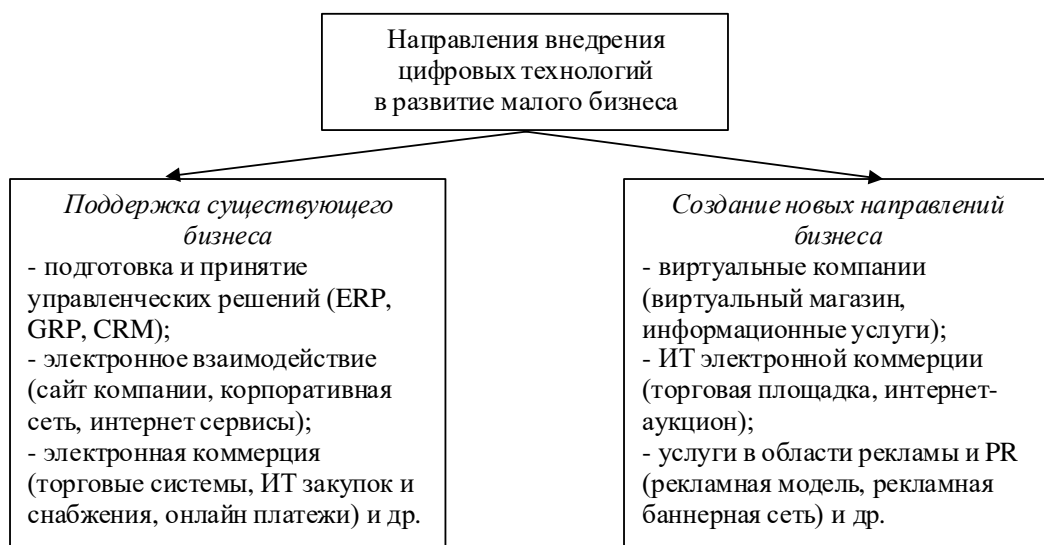 Направления внедрения
цифровых технологий
в развитие малого бизнеса
Поддержка существующего
бизнеса
- подготовка и принятие
управленческих решений (ERP,
GRP, CRM);
- электронное взаимодействие
(сайт компании, корпоративная
сеть, интернет сервисы);
- электронная коммерция
(торговые системы, ИТ закупок и
снабжения, онлайн платежи) и др.
Создание новых направлений
бизнеса
- виртуальные компании
(виртуальный магазин,
информационные услуги);
- ИТ электронной коммерции
(торговая площадка, интернет-
аукцион);
- услуги в области рекламы и PR
(рекламная модель, рекламная
баннерная сеть) и др.